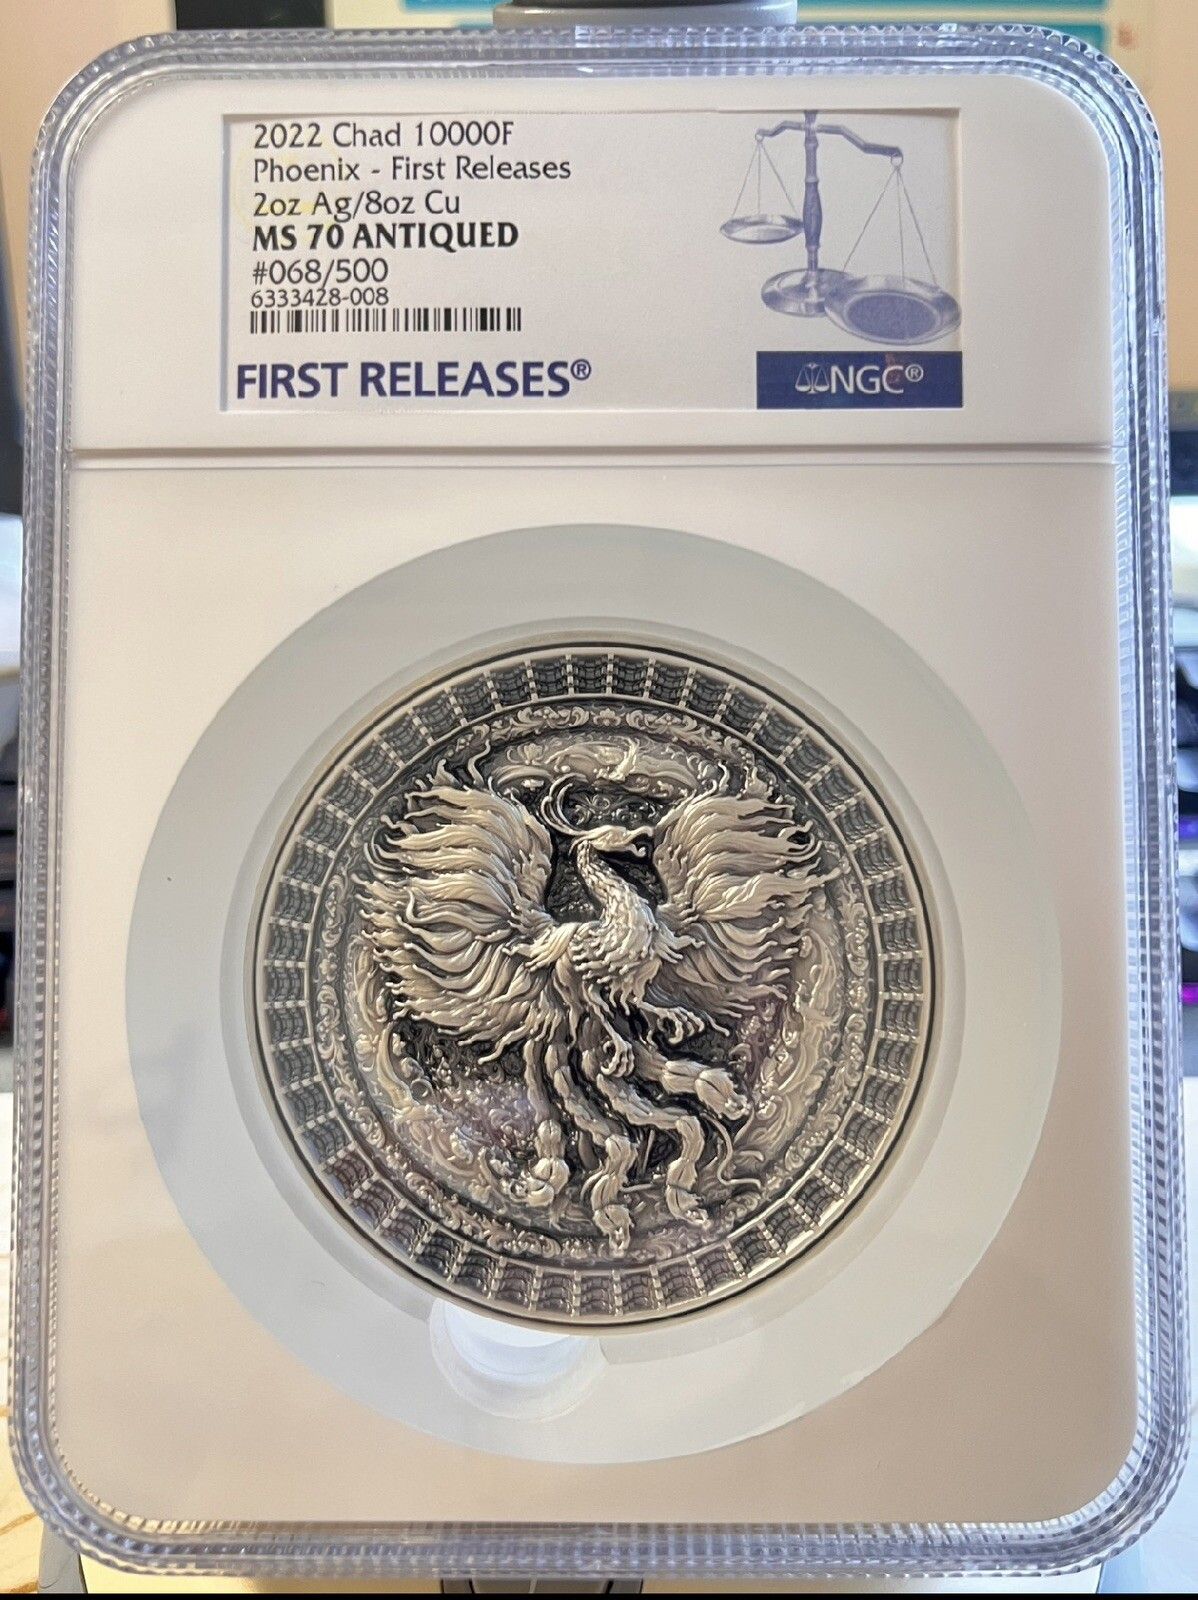 2022 Chad 10000F
Phoenix - First Releases
2oz Ag/8oz Cu
MS 70 ANTIQUED
#068/500
6333428-008
FIRST RELEASES®
NGC®